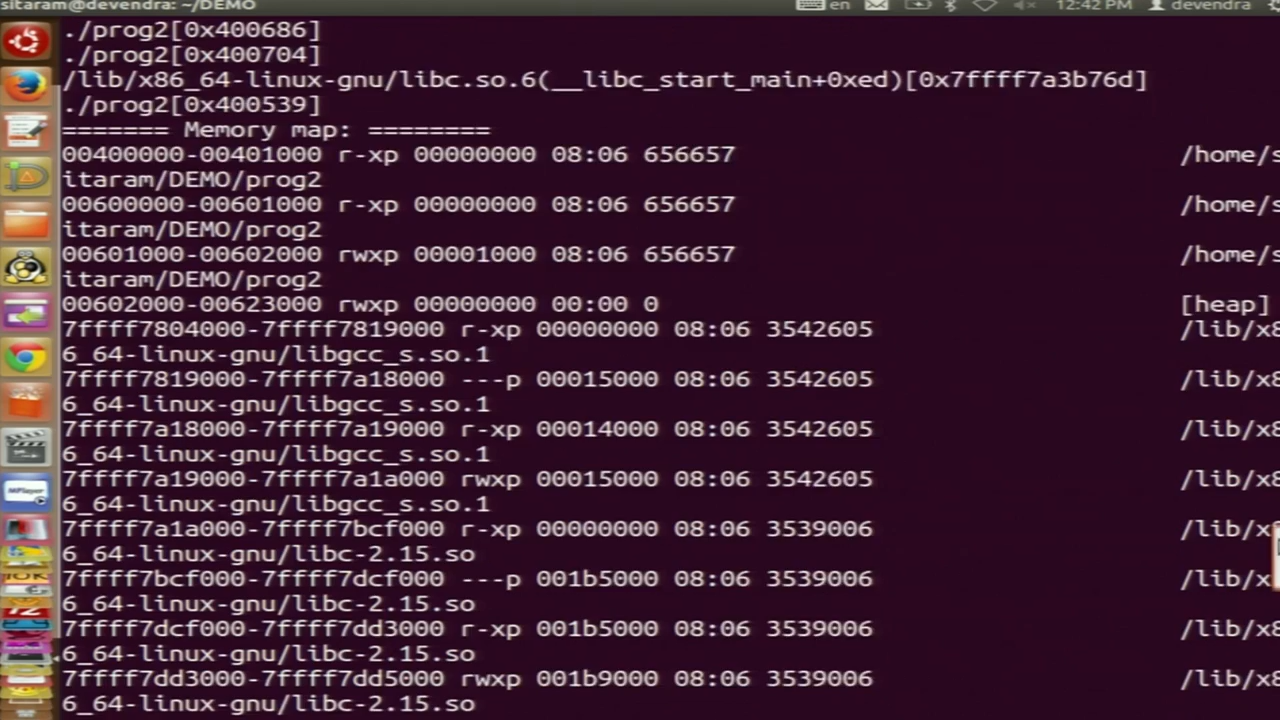 sitaram@devendra: ~/DEMO en 12:42 PM devendra
./prog2[0x400686]
./prog2[0x400704]
/lib/x86_64-linux-gnu/libc.so.6(__libc_start_main+0xed)[0x7ffff7a3b76d]
./prog2[0x400539]
======= Memory map: ========
00400000-00401000 r-xp 00000000 08:06 656657 /home/s
itaram/DEMO/prog2
00600000-00601000 r-xp 00000000 08:06 656657 /home/s
itaram/DEMO/prog2
00601000-00602000 rwxp 00001000 08:06 656657 /home/s
itaram/DEMO/prog2
00602000-00623000 rwxp 00000000 00:00 0 [heap]
7ffff7804000-7ffff7819000 r-xp 00000000 08:06 3542605 /lib/x8
6_64-linux-gnu/libgcc_s.so.1
7ffff7819000-7ffff7a18000 ---p 00015000 08:06 3542605 /lib/x8
6_64-linux-gnu/libgcc_s.so.1
7ffff7a18000-7ffff7a19000 r-xp 00014000 08:06 3542605 /lib/x8
6_64-linux-gnu/libgcc_s.so.1
7ffff7a19000-7ffff7a1a000 rwxp 00015000 08:06 3542605 /lib/x8
6_64-linux-gnu/libgcc_s.so.1
7ffff7a1a000-7ffff7bcf000 r-xp 00000000 08:06 3539006 /lib/x
6_64-linux-gnu/libc-2.15.so
7ffff7bcf000-7ffff7dcf000 ---p 001b5000 08:06 3539006 /lib/x
6_64-linux-gnu/libc-2.15.so
7ffff7dcf000-7ffff7dd3000 r-xp 001b5000 08:06 3539006 /lib/x8
6_64-linux-gnu/libc-2.15.so
7ffff7dd3000-7ffff7dd5000 rwxp 001b9000 08:06 3539006 /lib/x8
6_64-linux-gnu/libc-2.15.so
MPlayer